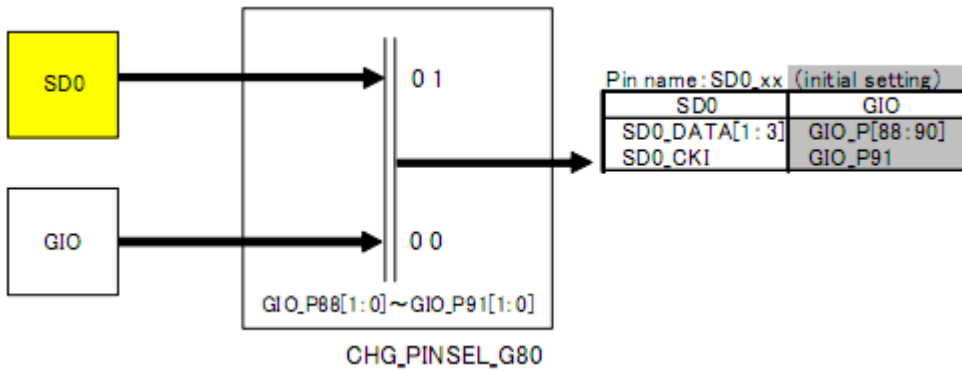 SD0
0 1
Pin name:SD0_xx (initial setting)
SD0 GIO
SD0_DATA[1:3] GIO_P[88:90]
SD0_CKI GIO_P91
GIO
0 0
GIO_P88[1:0]～GIO_P91[1:0]
CHG_PINSEL_G80